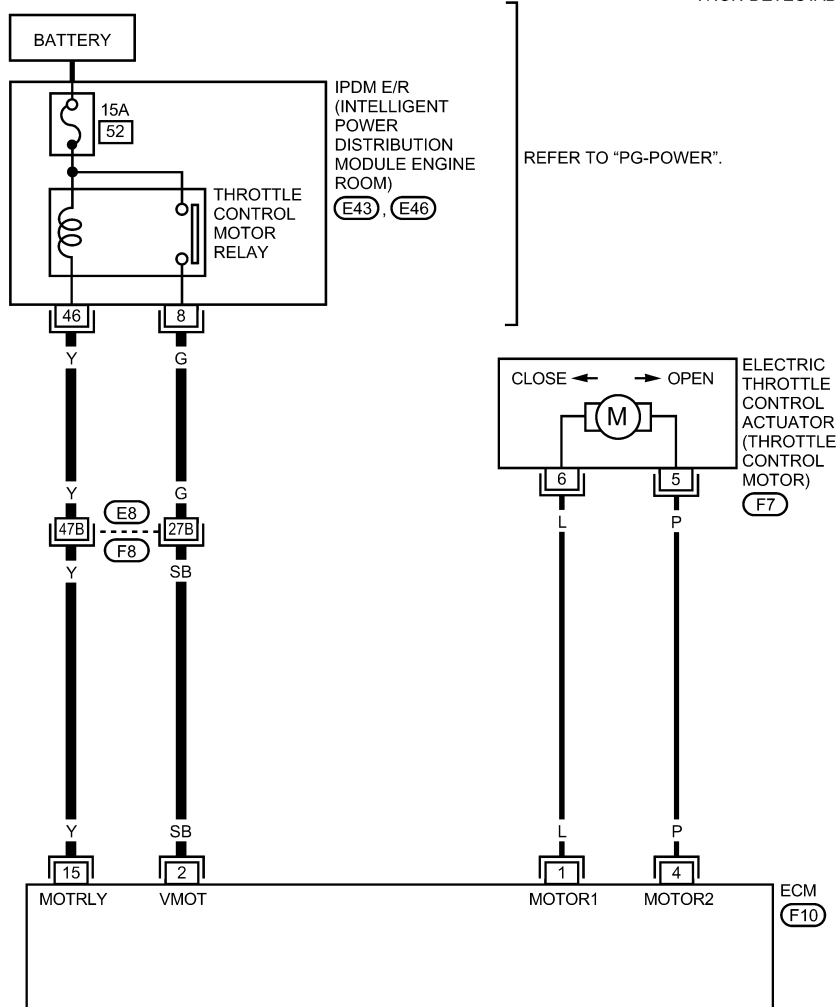 BATTERY
15A
52
IPDM E/R
(INTELLIGENT
POWER
DISTRIBUTION
MODULE ENGINE
ROOM)
E43 , E46
THROTTLE
CONTROL
MOTOR
RELAY
REFER TO “PG-POWER”.
46 8
Y G
CLOSE OPEN
M
ELECTRIC
THROTTLE
CONTROL
ACTUATOR
(THROTTLE
CONTROL
MOTOR)
F7
6 5
L P
Y G
47B E8 27B
F8
Y SB
Y SB L P
15 2 1 4
MOTRLY VMOT MOTOR1 MOTOR2
ECM
F10